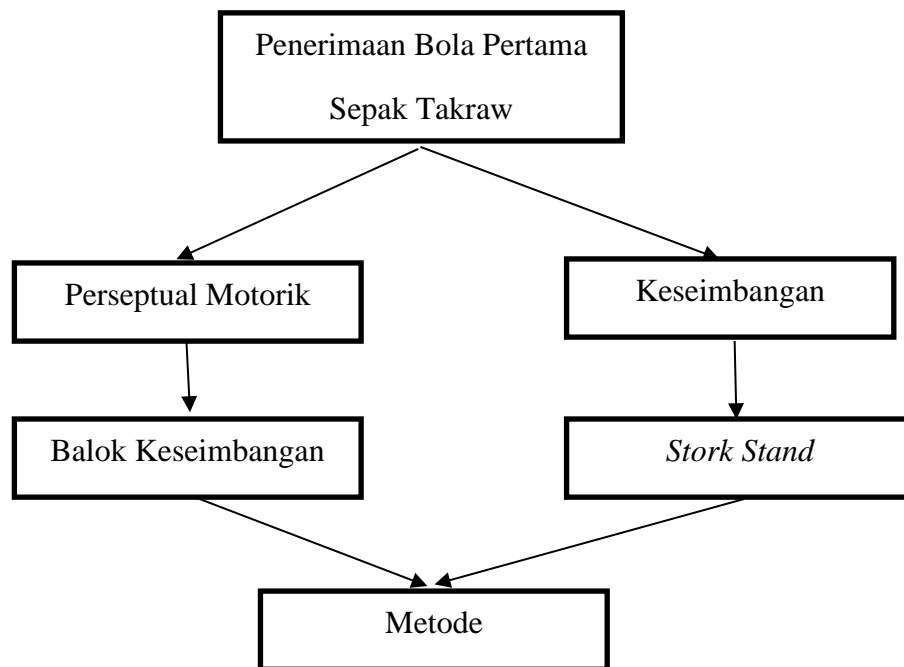 Penerimaan Bola Pertama
Sepak Takraw
Perseptual Motorik
Keseimbangan
Balok Keseimbangan
Stork Stand
Metode